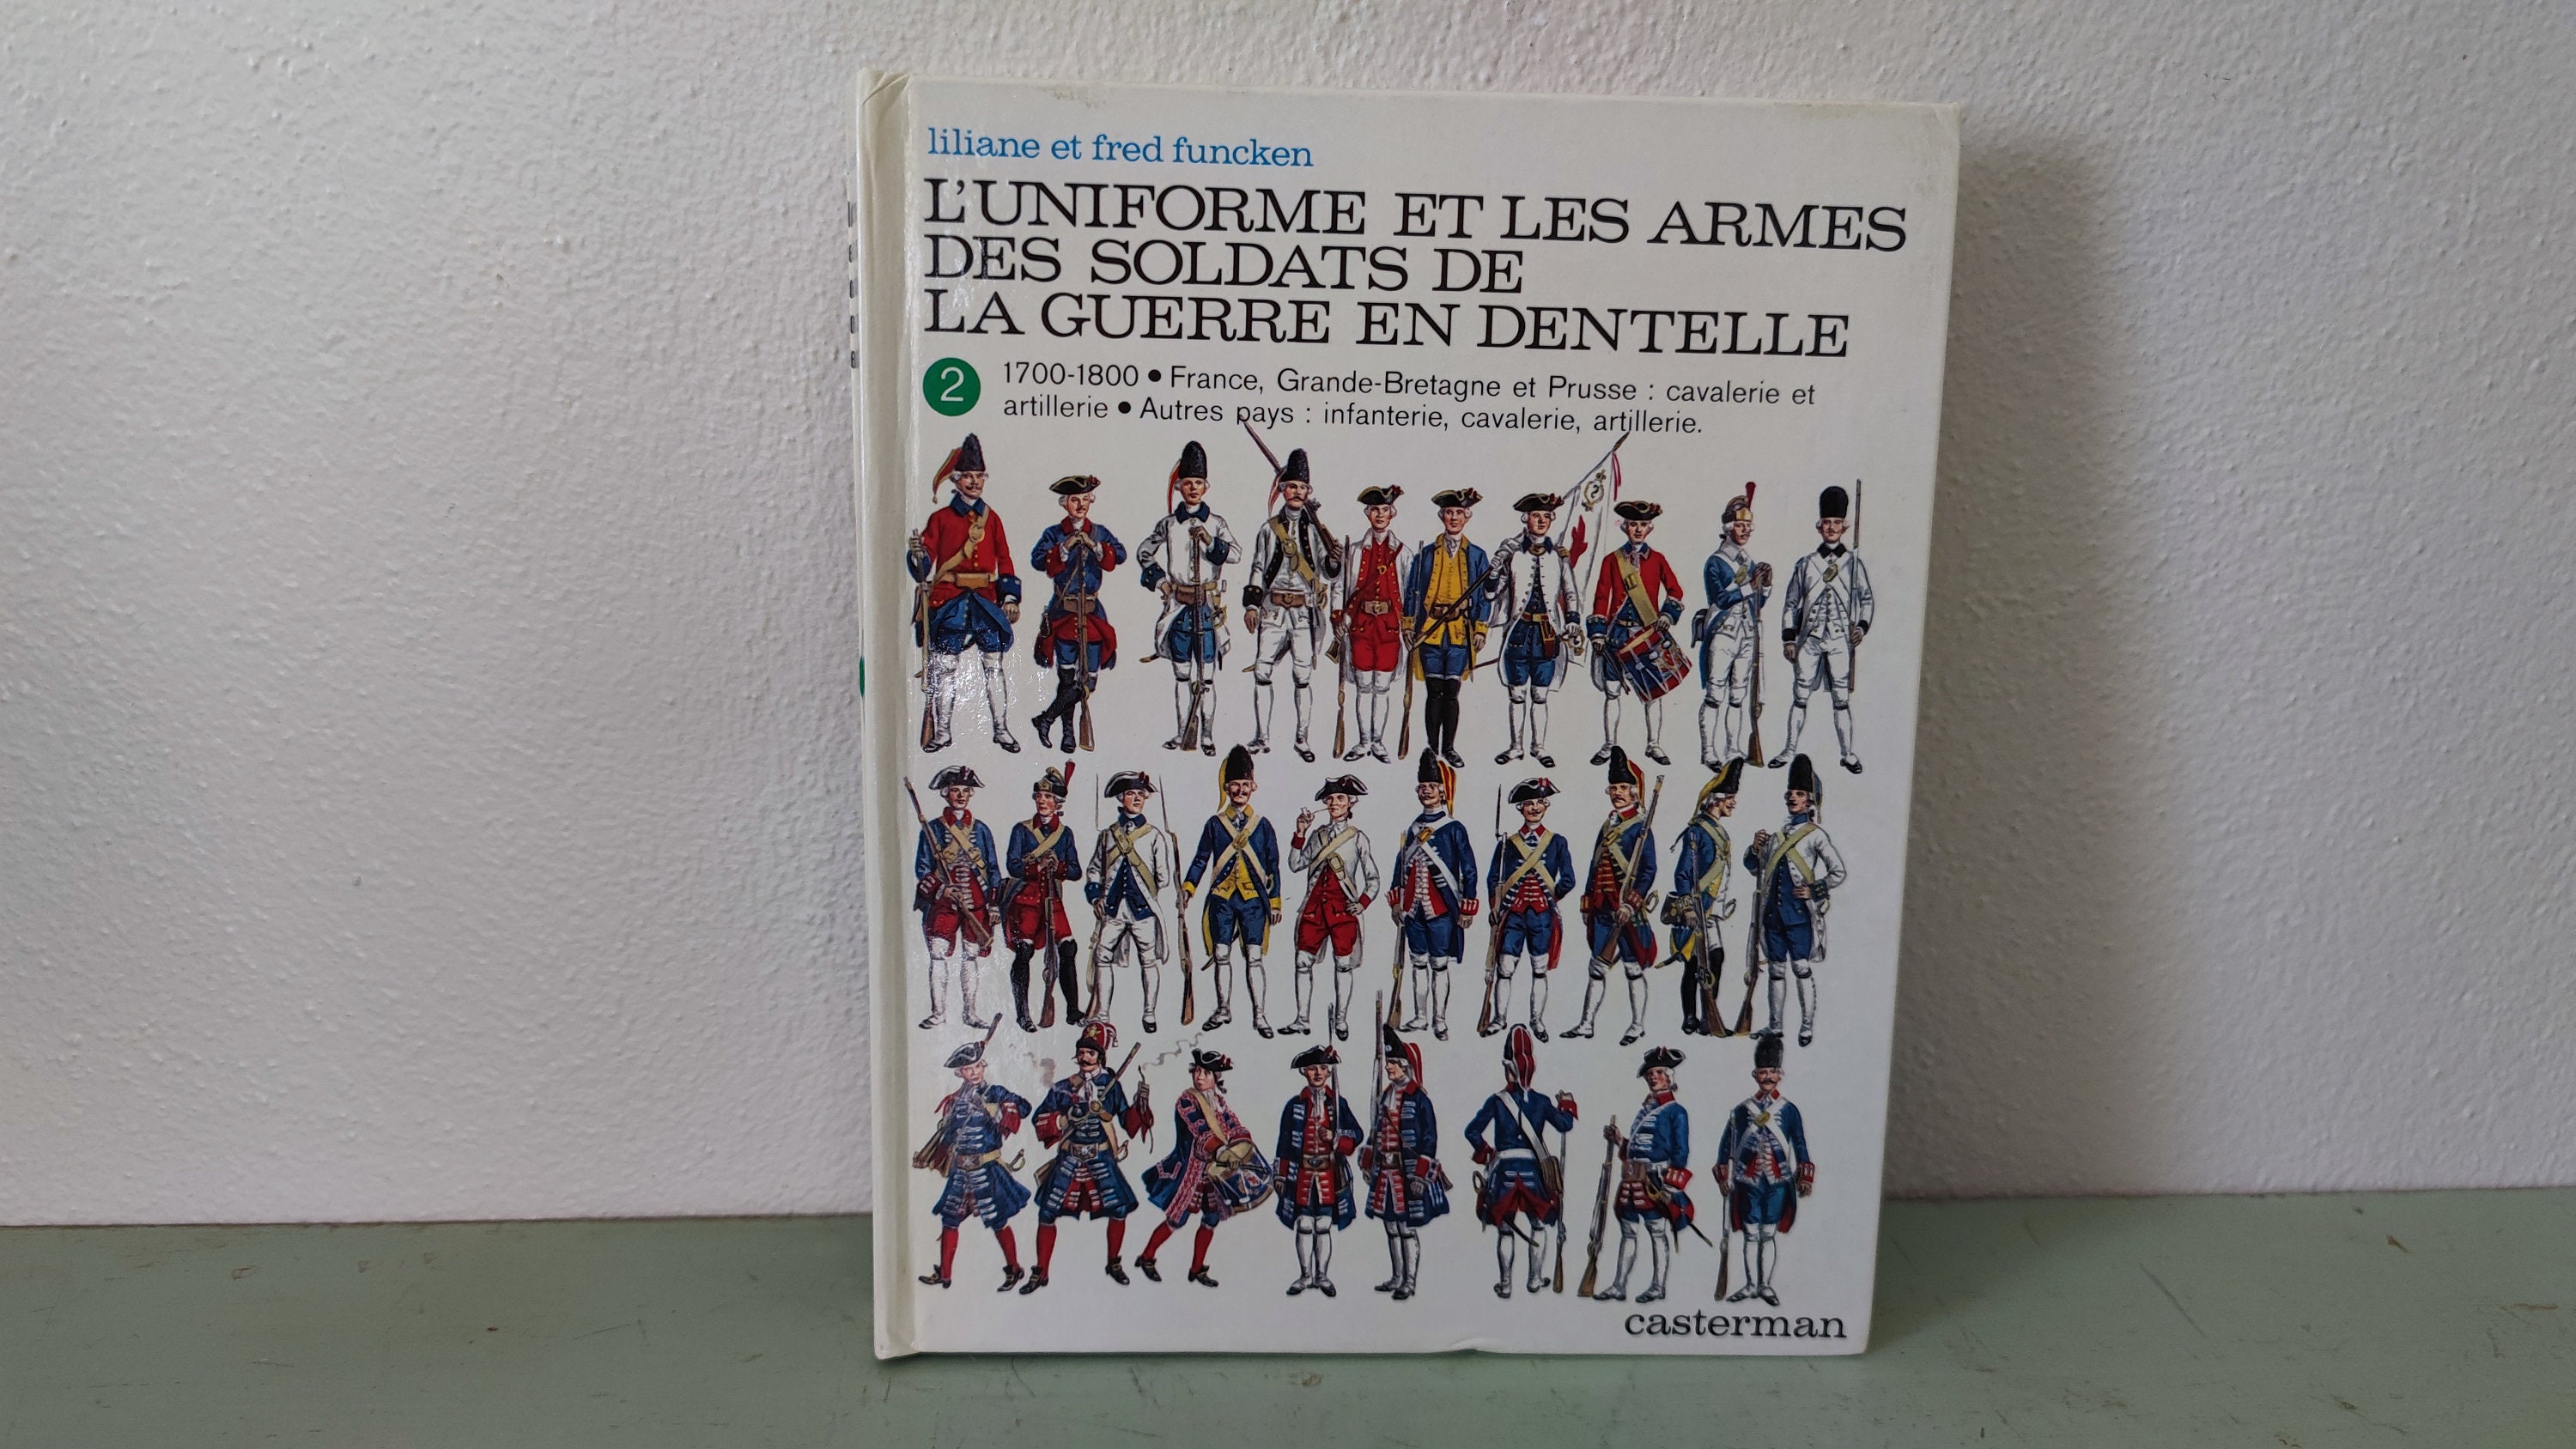 liliane et fred funcken
L'UNIFORME ET LES ARMES
DES SOLDATS DE
LA GUERRE EN DENTELLE
2 1700-1800 • France, Grande-Bretagne et Prusse : cavalerie et
artillerie • Autres pays : infanterie, cavalerie, artillerie.
casterman